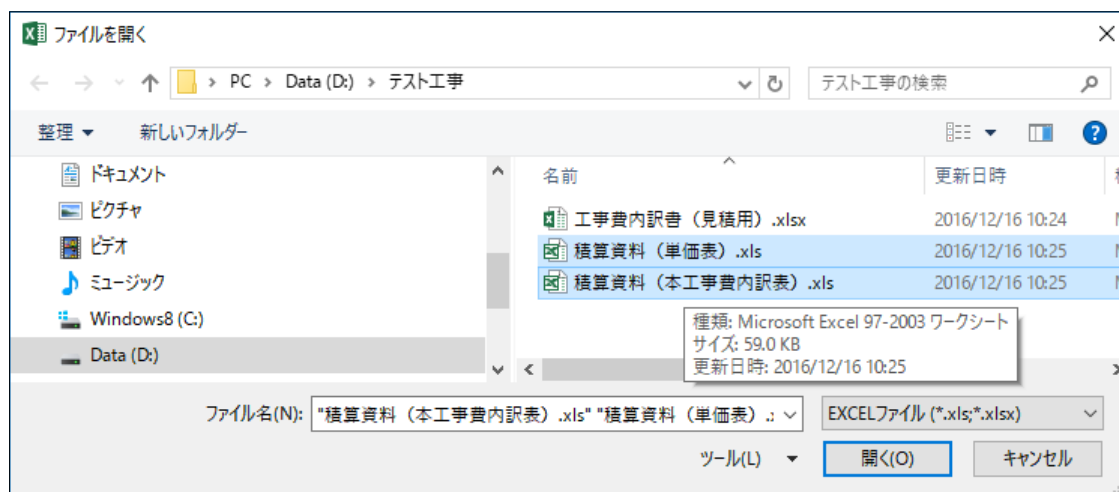 ファイルを開く
PC > Data (D:) > テスト工事
テスト工事の検索
整理
新しいフォルダー
ドキュメント
ピクチャ
ビデオ
ミュージック
Windows8 (C:)
Data (D:)
名前
更新日時
工事費内訳書（見積用）.xlsx
2016/12/16 10:24
積算資料（単価表）.xls
2016/12/16 10:25
積算資料（本工事費内訳表）.xls
2016/12/16 10:25
種類: Microsoft Excel 97-2003 ワークシート
サイズ: 59.0 KB
更新日時: 2016/12/16 10:25
ファイル名(N):
"積算資料（本工事費内訳表）.xls" "積算資料（単価表）.
EXCELファイル (*.xls;*.xlsx)
ツール(L)
開く(O)
キャンセル